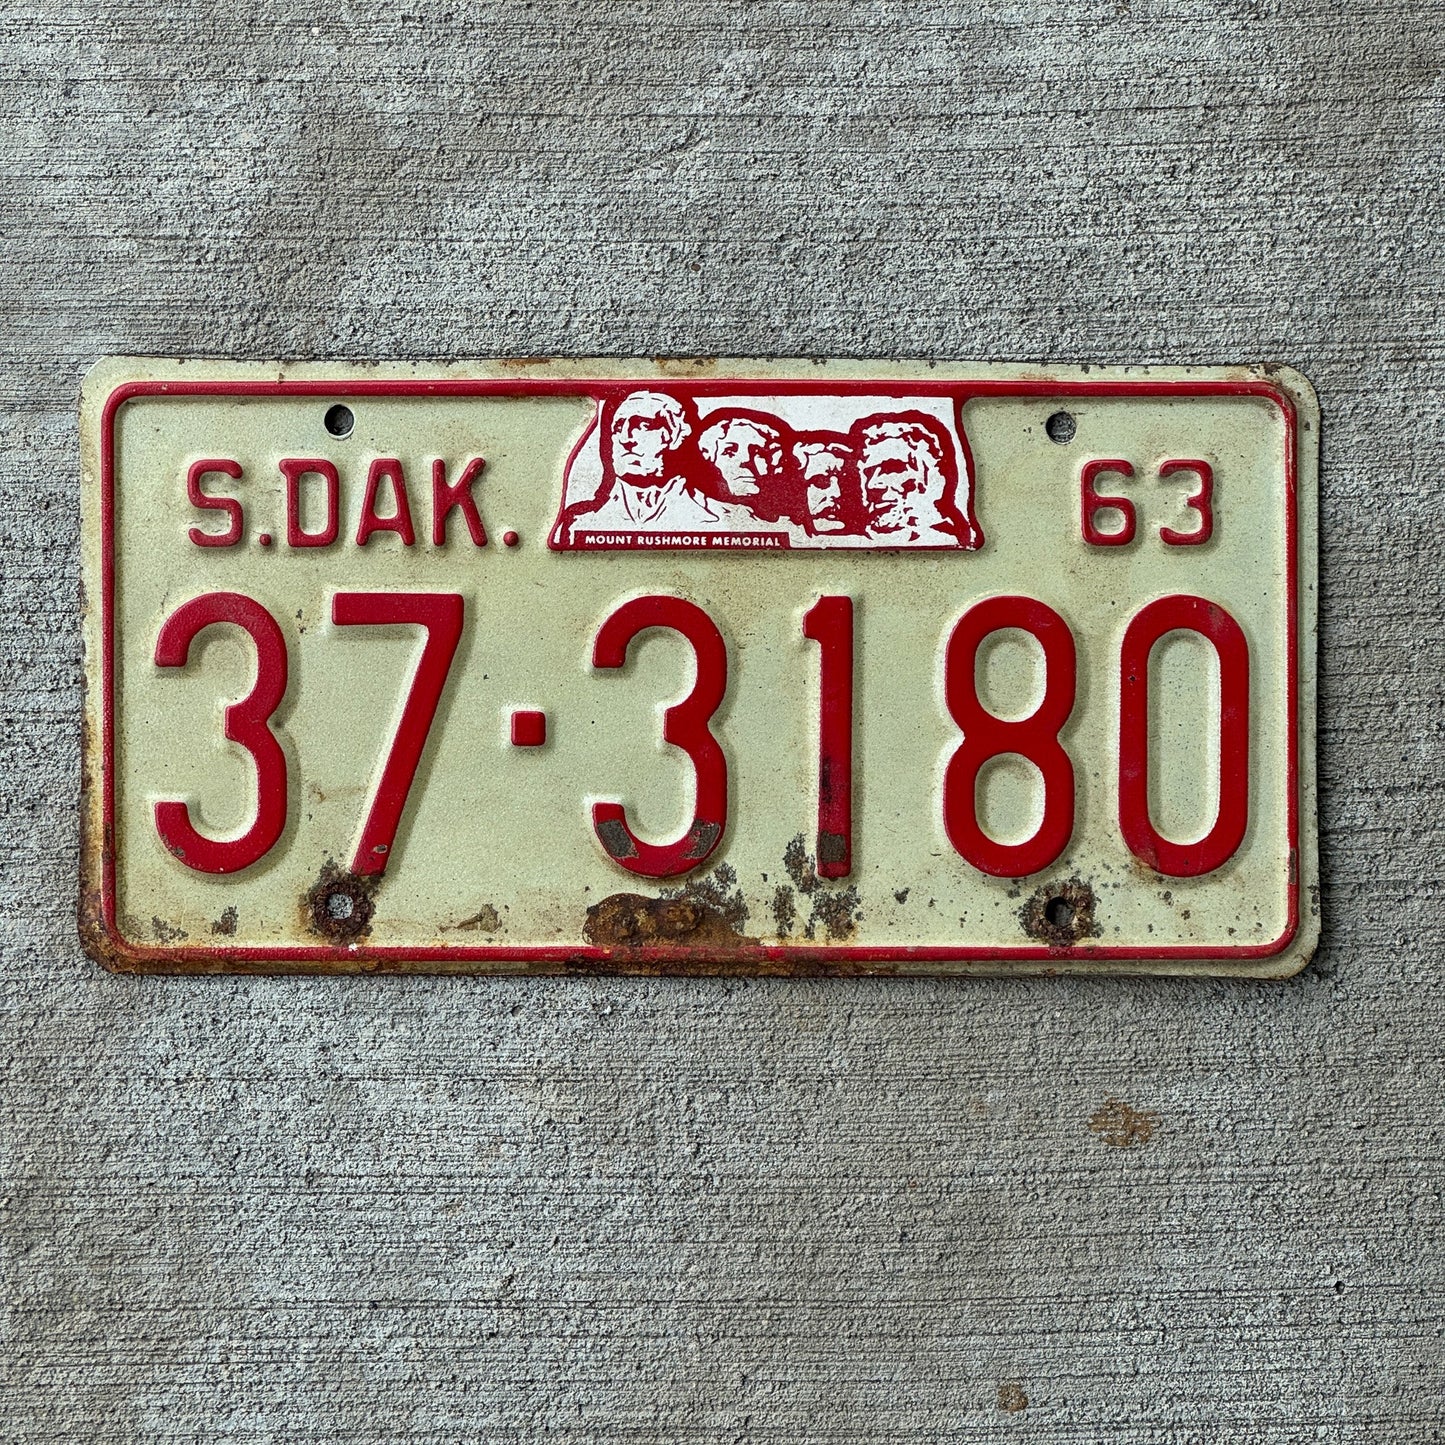 S.DAK. 63
MOUNT RUSHMORE MEMORIAL
37·3180